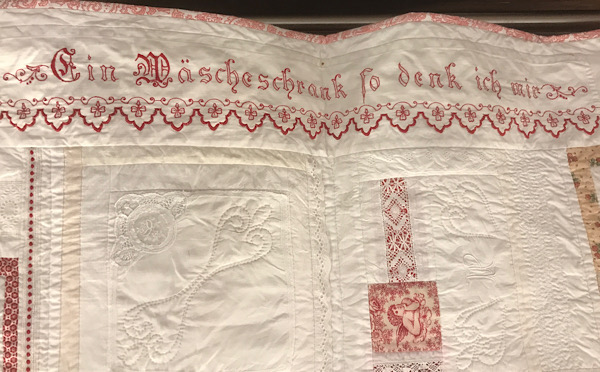 Ein Wäscheschrank so denk ich mir